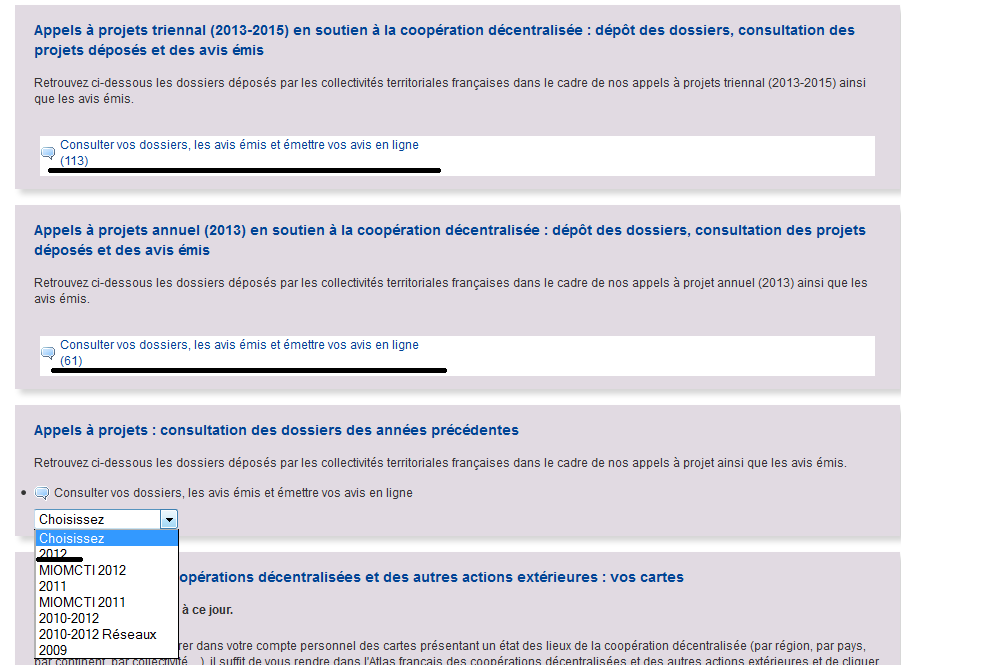 Appels à projets triennal (2013-2015) en soutien à la coopération décentralisée : dépôt des dossiers, consultation des
projets déposés et des avis émis
Retrouvez ci-dessous les dossiers déposés par les collectivités territoriales françaises dans le cadre de nos appels à projets triennal (2013-2015) ainsi
que les avis émis.
Consulter vos dossiers, les avis émis et émettre vos avis en ligne
(113)
Appels à projets annuel (2013) en soutien à la coopération décentralisée : dépôt des dossiers, consultation des projets
déposés et des avis émis
Retrouvez ci-dessous les dossiers déposés par les collectivités territoriales françaises dans le cadre de nos appels à projet annuel (2013) ainsi que les
avis émis.
Consulter vos dossiers, les avis émis et émettre vos avis en ligne
(61)
Appels à projets : consultation des dossiers des années précédentes
Retrouvez ci-dessous les dossiers déposés par les collectivités territoriales françaises dans le cadre de nos appels à projet ainsi que les avis émis.
• Consulter vos dossiers, les avis émis et émettre vos avis en ligne
Choisissez
Choisissez
2012
MIOMCTI 2012
2011
MIOMCTI 2011
2010-2012
2010-2012 Réseaux
2009
opérations décentralisées et des autres actions extérieures : vos cartes
à ce jour.
rer dans votre compte personnel des cartes présentant un état des lieux de la coopération décentralisée (par région, par pays,
par continent, par collectivité...), il suffit de vous rendre dans l'Atlas français des coopérations décentralisées et des autres actions extérieures et de cliquer